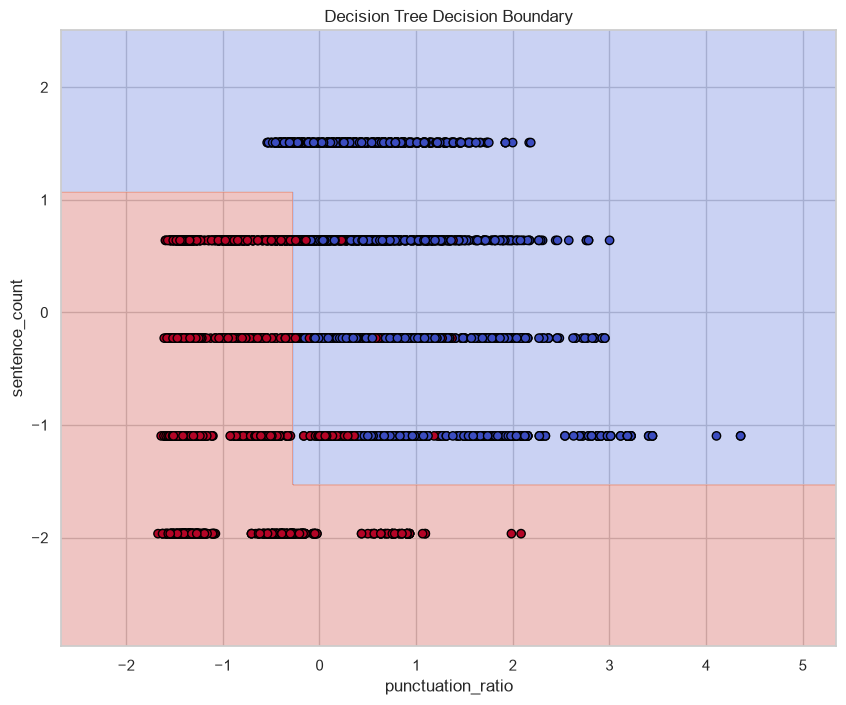 Decision Tree Decision Boundary
2
1
0
−1
−2
sentence_count
−2 −1 0 1 2 3 4 5
punctuation_ratio